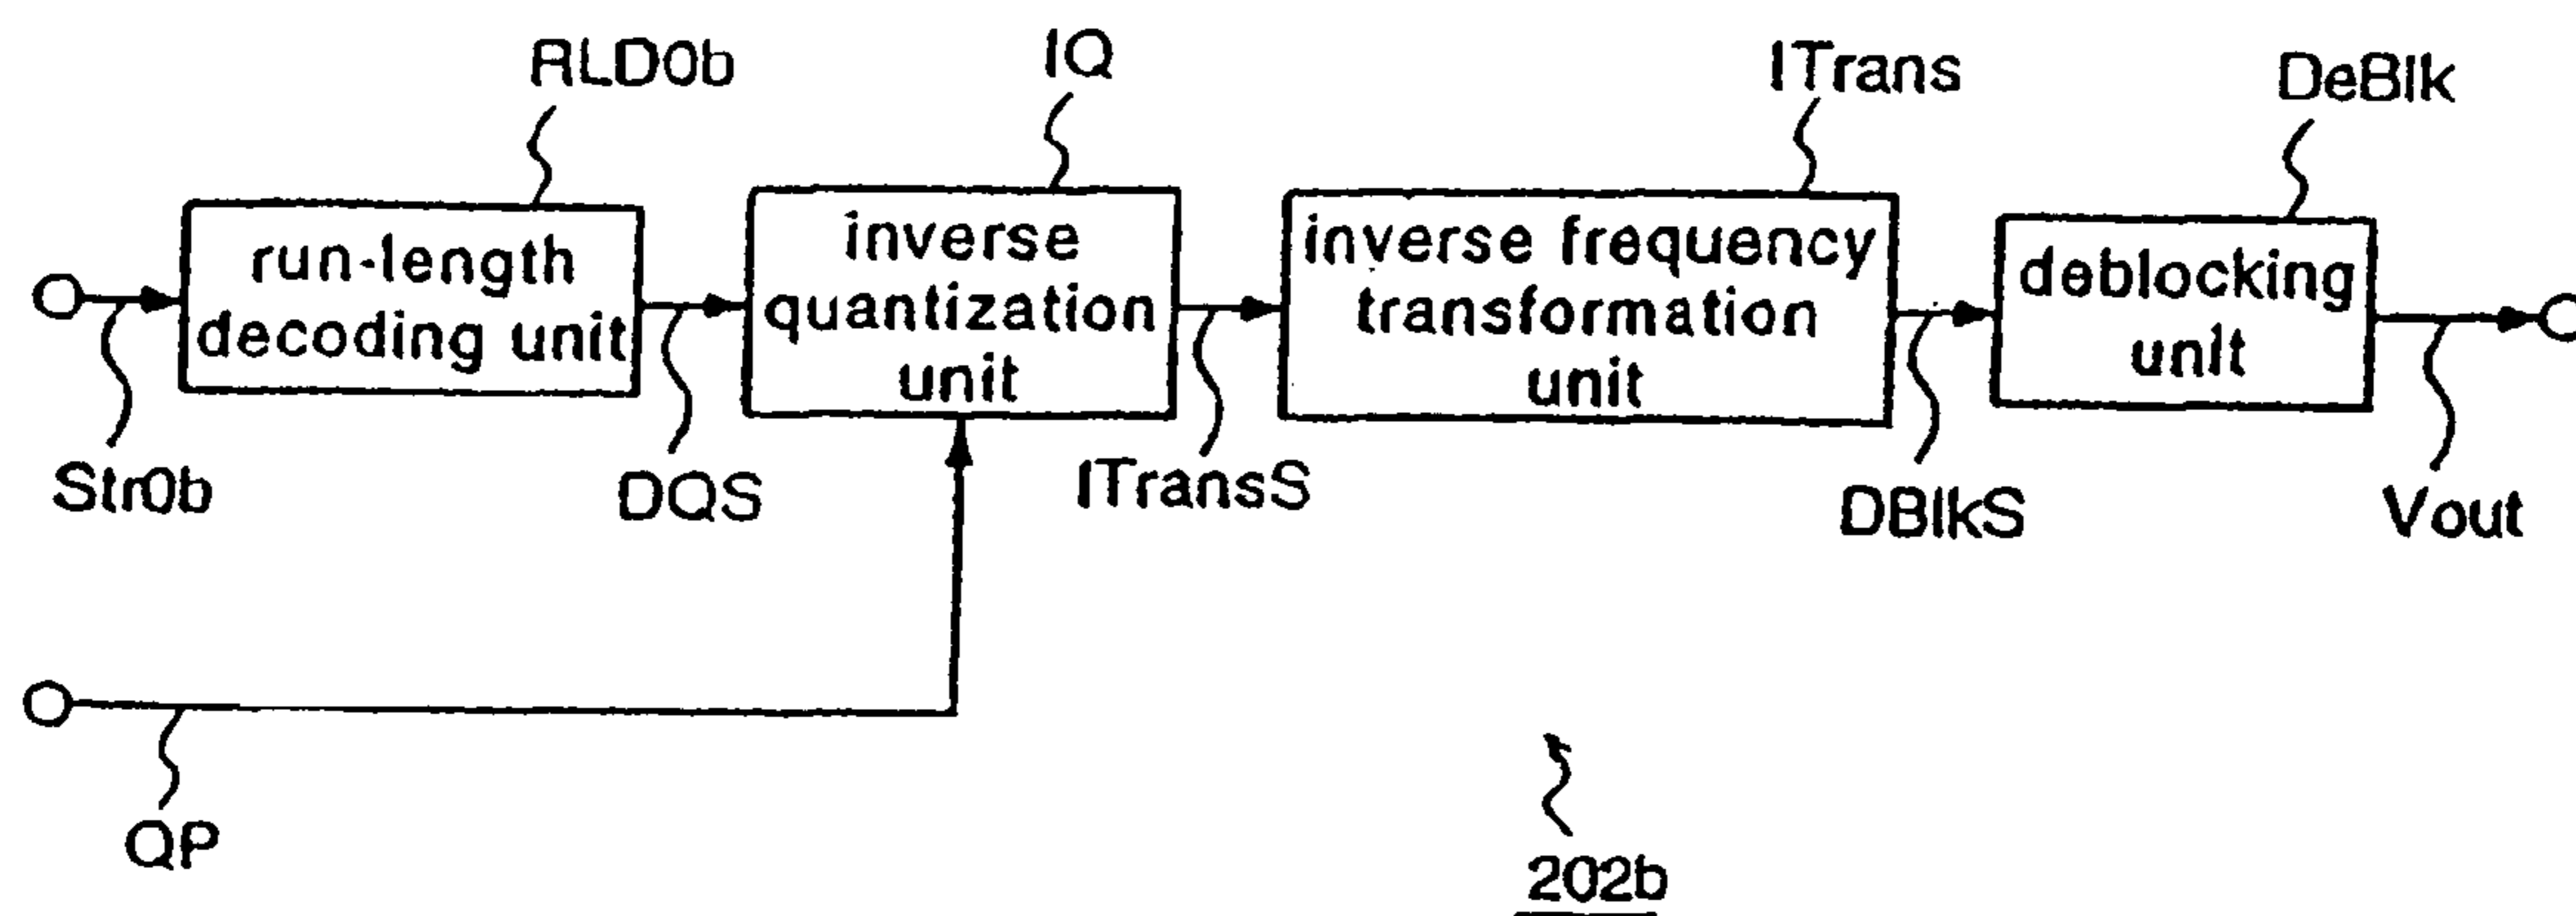 RLD0b
IQ
ITrans
DeBlk
run-length
decoding unit
inverse
quantization
unit
inverse frequency
transformation
unit
deblocking
unit
Str0b
DQS
ITransS
DBlkS
Vout
QP
202b